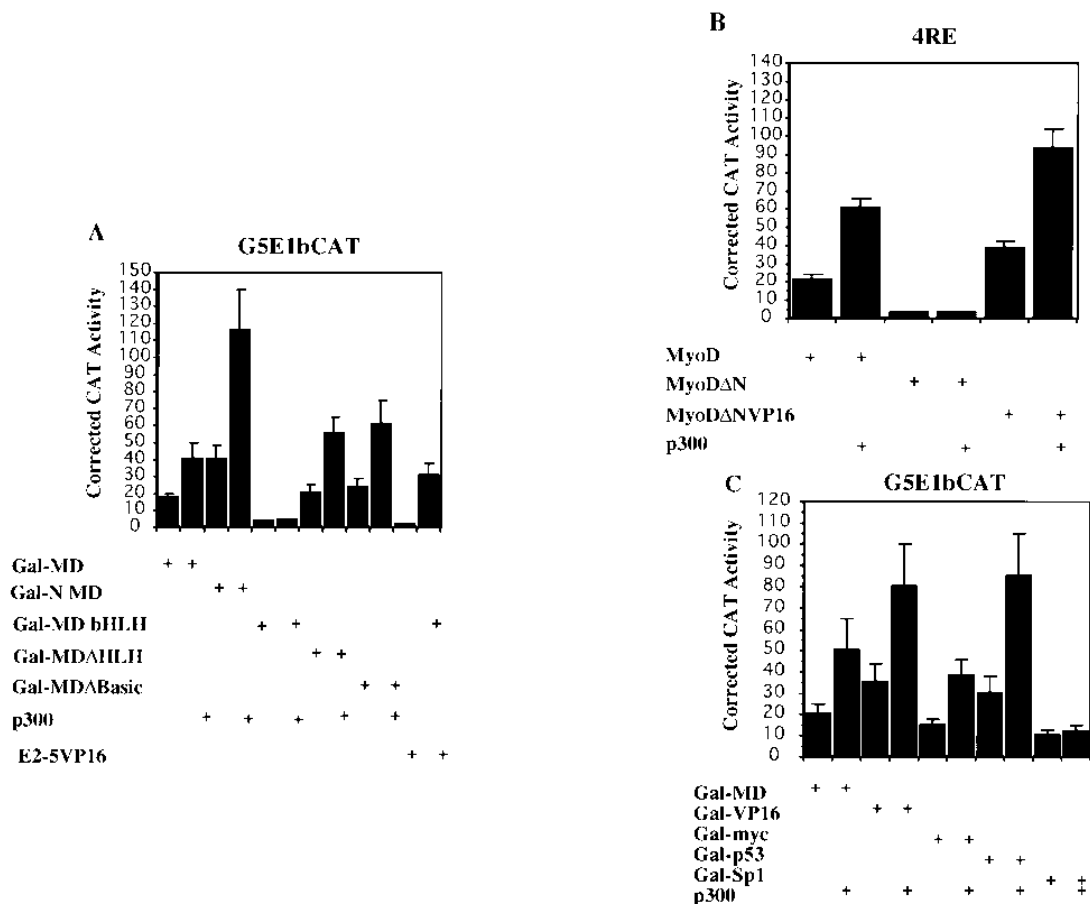 A
G5E1bCAT
Corrected CAT Activity
150
140
130
120
110
100
90
80
70
60
50
40
30
20
10
0
Gal-MD + +
Gal-N MD + +
Gal-MD bHLH + + +
Gal-MDΔHLH + +
Gal-MDΔBasic + +
p300 + + + + +
E2-5VP16 + +
B
4RE
Corrected CAT Activity
140
130
120
110
100
90
80
70
60
50
40
30
20
10
0
MyoD + +
MyoDΔN + +
MyoDΔNVP16 + +
p300 + + +
C
G5E1bCAT
Corrected CAT Activity
120
110
100
90
80
70
60
50
40
30
20
10
0
Gal-MD + +
Gal-VP16 + +
Gal-myc + +
Gal-p53 + +
Gal-Sp1 + +
p300 + + + + +